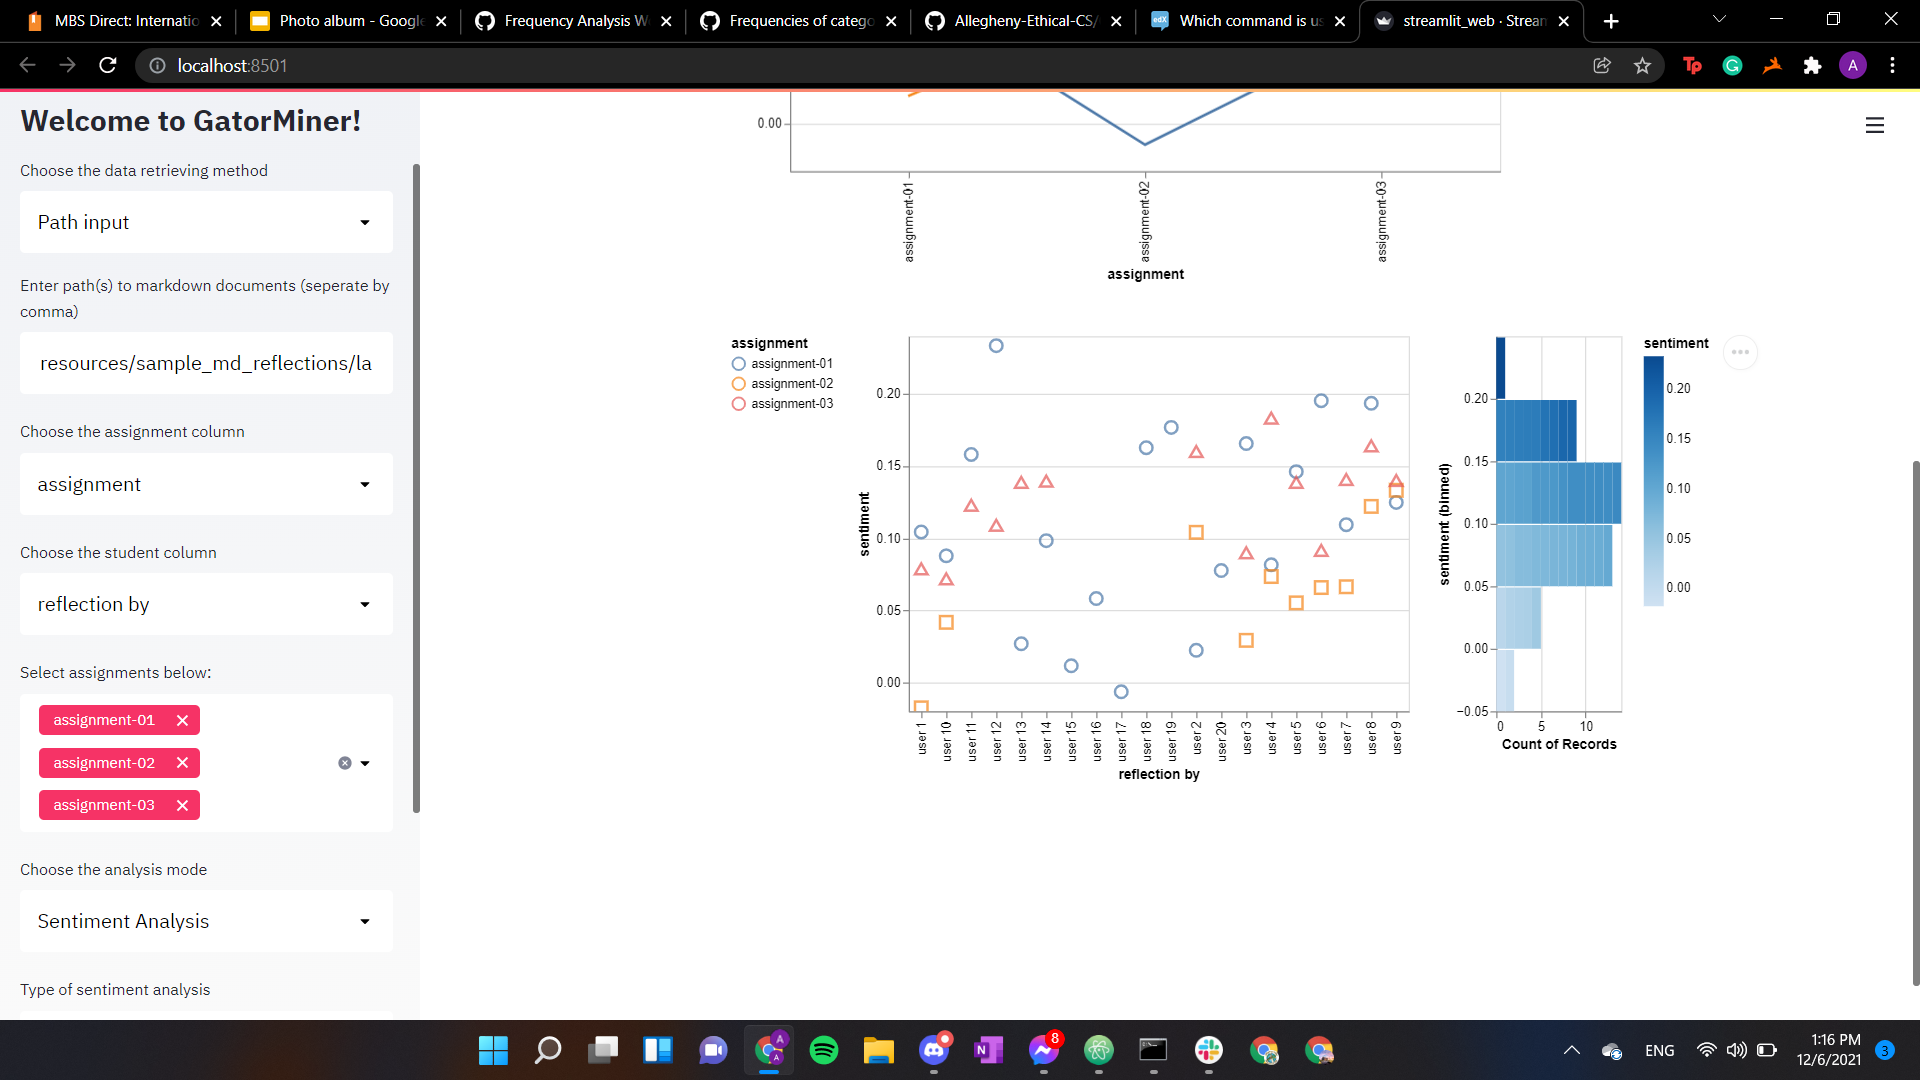 MBS Direct: Internatio
Photo album - Google
Frequency Analysis W
Frequencies of catego
Allegheny-Ethical-CS/
Which command is us
streamlit_web · Stream
localhost:8501
A
Welcome to GatorMiner!
Choose the data retrieving method
Path input
Enter path(s) to markdown documents (seperate by
comma)
resources/sample_md_reflections/la
Choose the assignment column
assignment
Choose the student column
reflection by
Select assignments below:
assignment-01
assignment-02
assignment-03
Choose the analysis mode
Sentiment Analysis
Type of sentiment analysis
0.00
assignment-01
assignment-02
assignment-03
assignment
assignment
assignment-01
assignment-02
assignment-03
sentiment
0.20
0.15
0.10
0.05
0.00
user 1
user 10
user 11
user 12
user 13
user 14
user 15
user 16
user 17
user 18
user 19
user 2
user 20
user 3
user 4
user 5
user 6
user 7
user 8
user 9
reflection by
sentiment (binned)
0.20
0.15
0.10
0.05
0.00
−0.05
0 5 10
Count of Records
sentiment
0.20
0.15
0.10
0.05
0.00
8
ENG
1:16 PM
12/6/2021
3